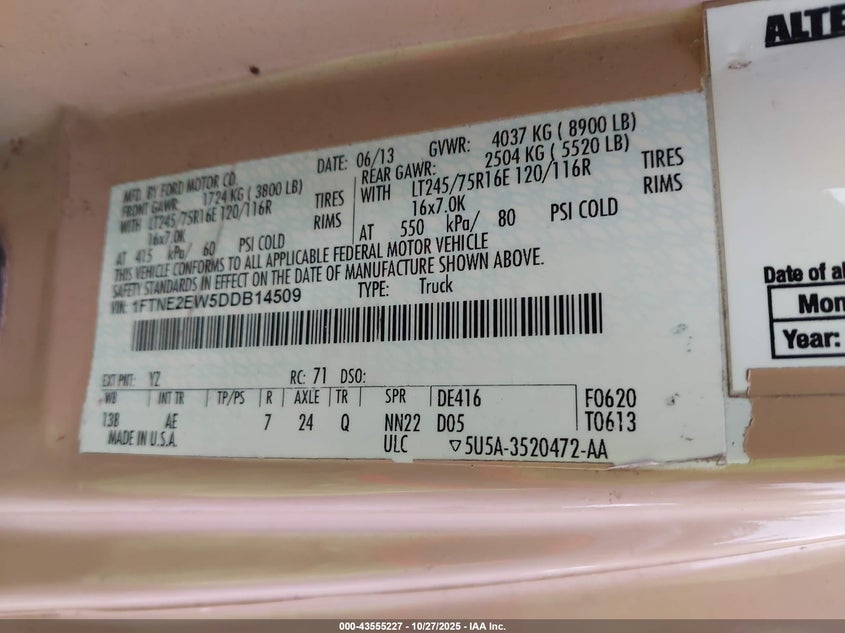 MFD. BY FORD MOTOR CO.
DATE: 06/13
GVWR: 4037 KG ( 8900 LB)
FRONT GAWR: 1724 KG ( 3800 LB)
REAR GAWR: 2504 KG ( 5520 LB)
WITH LT245/75R16E 120/116R TIRES
WITH LT245/75R16E 120/116R TIRES
16x7.0K RIMS
16x7.0K RIMS
AT 415 kPa/ 60 PSI COLD
AT 550 kPa/ 80 PSI COLD
THIS VEHICLE CONFORMS TO ALL APPLICABLE FEDERAL MOTOR VEHICLE
SAFETY STANDARDS IN EFFECT ON THE DATE OF MANUFACTURE SHOWN ABOVE.
VIN: 1FTNE2EW5DDB14509
TYPE: Truck
EXT PNT: YZ RC: 71 DSO:
WB INT TR TP/PS R AXLE TR SPR DE416 F0620
138 AE 7 24 Q NN22 D05 T0613
MADE IN U.S.A. ULC ▽5U5A-3520472-AA
ALTE
Date of al
Mon
Year:
000-43555227 - 10/27/2025 - IAA Inc.